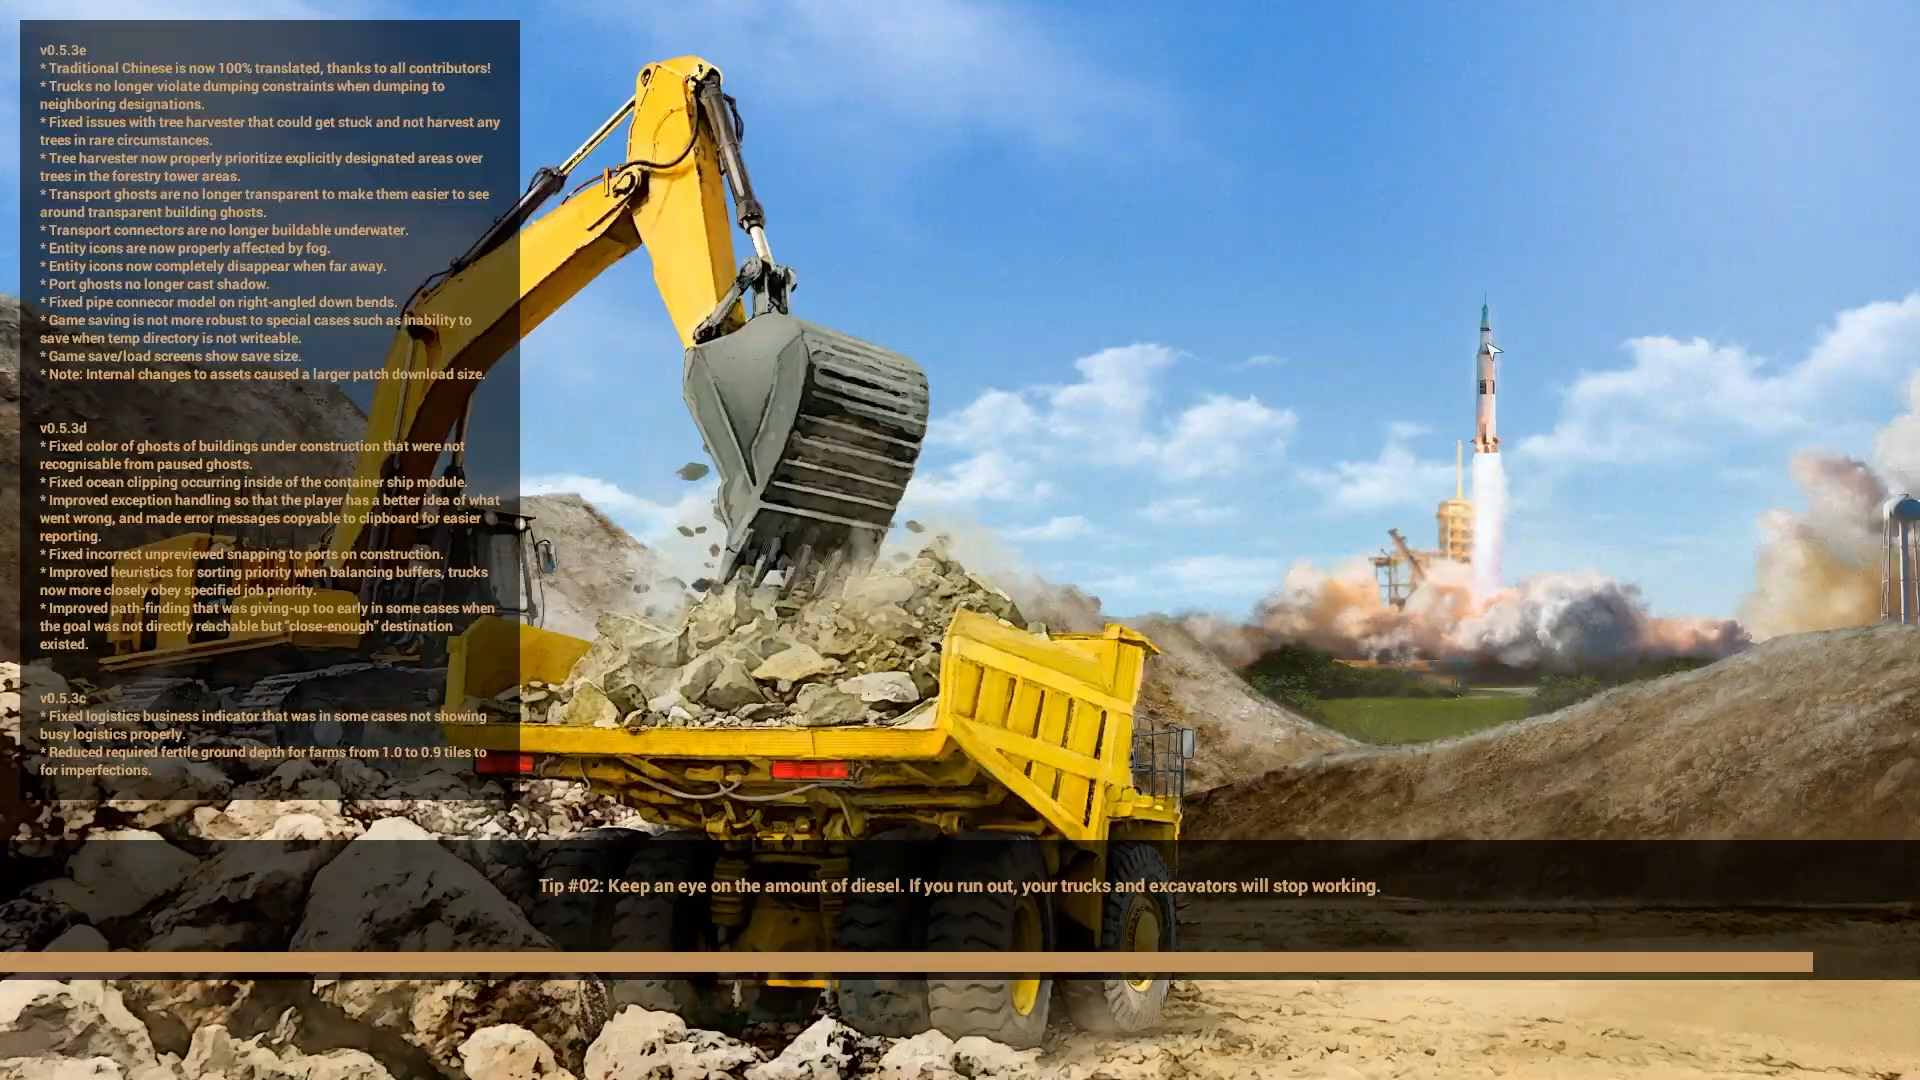 v0.5.3e
* Traditional Chinese is now 100% translated, thanks to all contributors!
* Trucks no longer violate dumping constraints when dumping to
neighboring designations.
* Fixed issues with tree harvester that could get stuck and not harvest any
trees in rare circumstances.
* Tree harvester now properly prioritize explicitly designated areas over
trees in the forestry tower areas.
* Transport ghosts are no longer transparent to make them easier to see
around transparent building ghosts.
* Transport connectors are no longer buildable underwater.
* Entity icons are now properly affected by fog.
* Entity icons now completely disappear when far away.
* Port ghosts no longer cast shadow.
* Fixed pipe connecor model on right-angled down bends.
* Game saving is not more robust to special cases such as inability to
save when temp directory is not writeable.
* Game save/load screens show save size.
* Note: Internal changes to assets caused a larger patch download size.
v0.5.3d
* Fixed color of ghosts of buildings under construction that were not
recognisable from paused ghosts.
* Fixed ocean clipping occurring inside of the container ship module.
* Improved exception handling so that the player has a better idea of what
went wrong, and made error messages copyable to clipboard for easier
reporting.
* Fixed incorrect unpreviewed snapping to ports on construction.
* Improved heuristics for sorting priority when balancing buffers, trucks
now more closely obey specified job priority.
* Improved path-finding that was giving-up too early in some cases when
the goal was not directly reachable but "close-enough" destination
existed.
v0.5.3c
* Fixed logistics business indicator that was in some cases not showing
busy logistics properly.
* Reduced required fertile ground depth for farms from 1.0 to 0.9 tiles to
for imperfections.
Tip #02: Keep an eye on the amount of diesel. If you run out, your trucks and excavators will stop working.